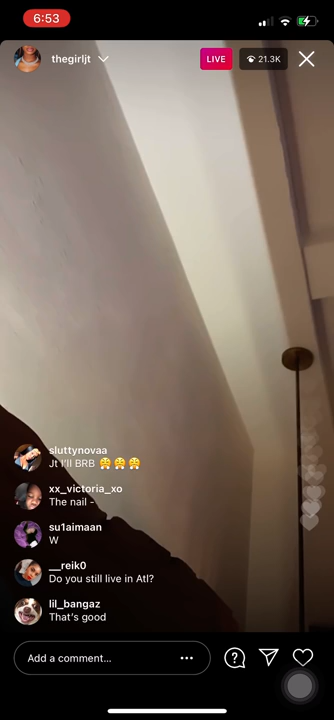 6:53
thegirljt
LIVE
21.3K
sluttynovaa
Jt I'll BRB 😤😤😤
xx_victoria_xo
The nail -
su1aimaan
W
__reik0
Do you still live in Atl?
lil_bangaz
That's good
Add a comment...